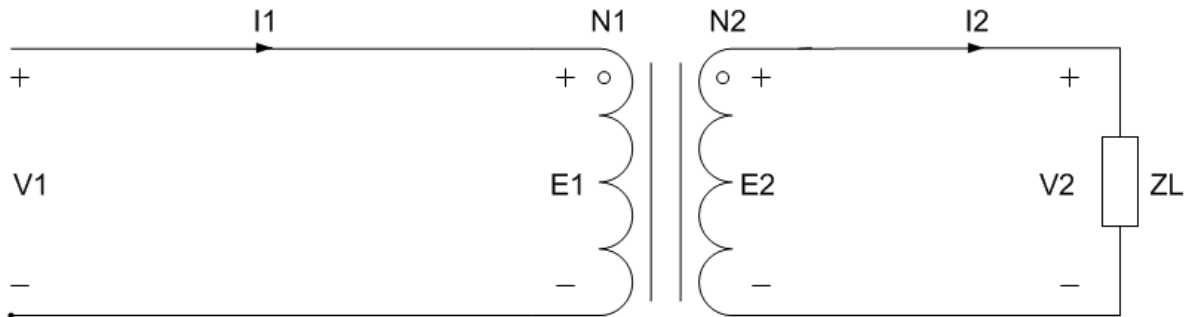 I1 N1 N2 I2
+ + + +
V1 E1 E2 V2 ZL
− − − −